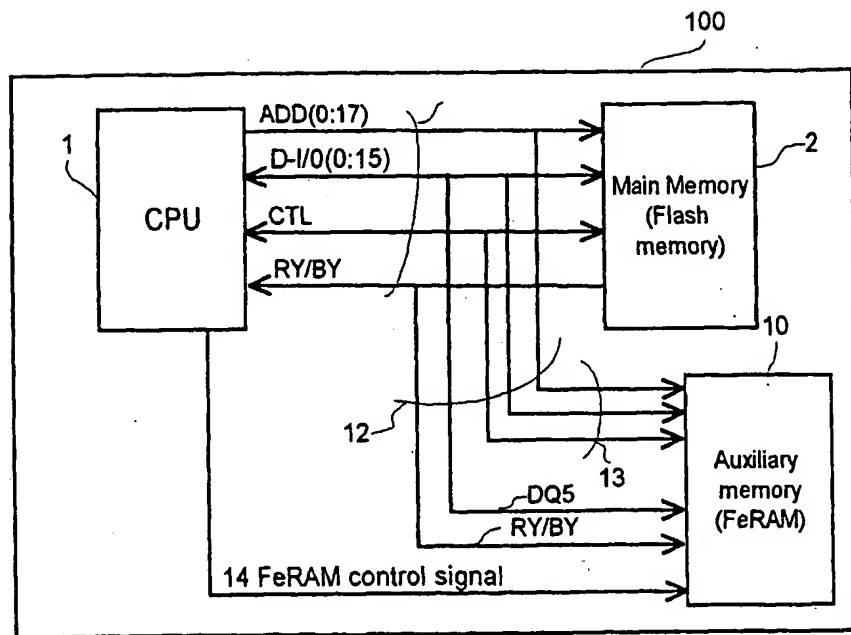 100
ADD(0:17)
1
D-I/0(0:15)
2
CPU
Main Memory
(Flash
memory)
CTL
RY/BY
10
12
13
Auxiliary
memory
(FeRAM)
DQ5
RY/BY
14 FeRAM control signal